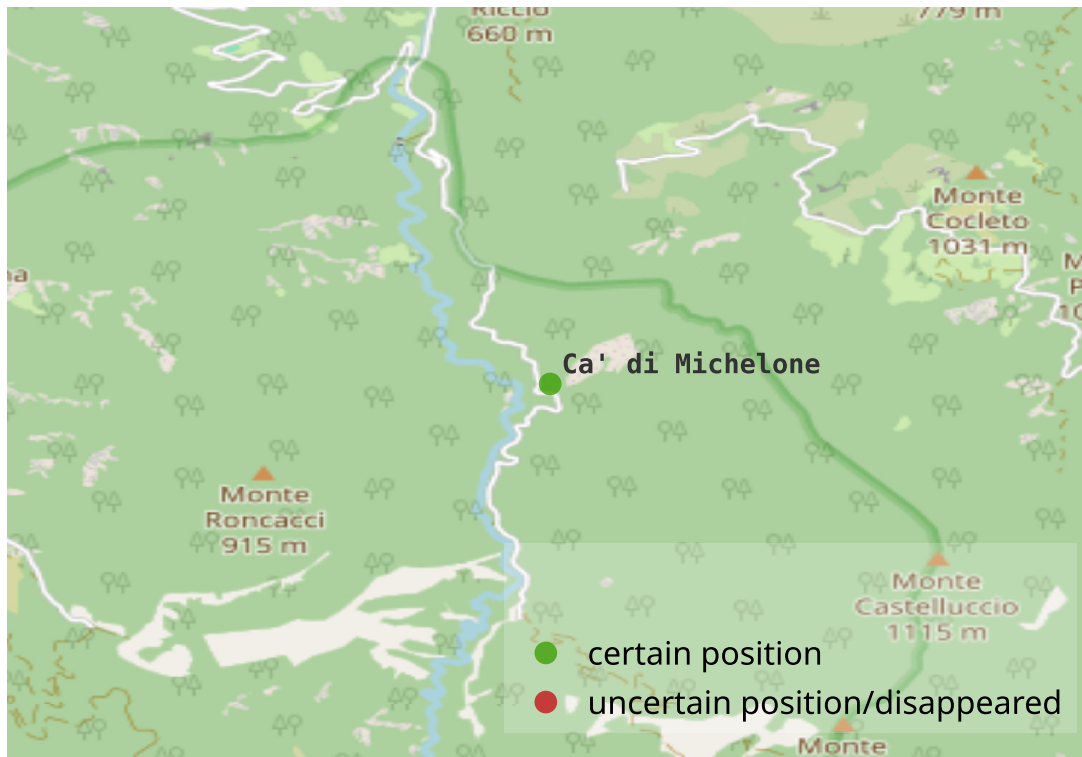 Riccio
660 m
779 m
Monte
Cocleto
1031 m
na
Ca' di Michelone
Monte
Roncacci
915 m
Monte
Castelluccio
1115 m
certain position
uncertain position/disappeared
Monte